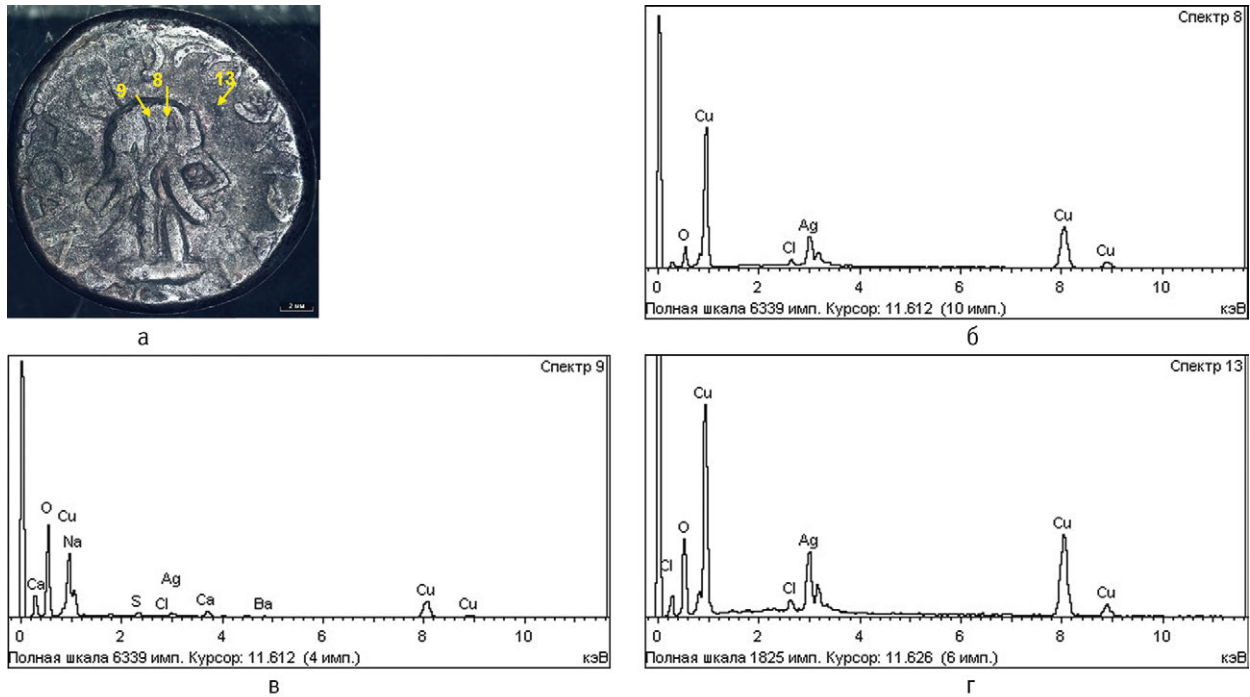 9
8
13
2 мм
а
Спектр 8
Cu
O
Cl
Ag
Cu
Cu
0 2 4 6 8 10
Полная шкала 6339 имп. Курсор: 11.612 (10 имп.)
кэВ
б
Спектр 9
O
Cu
Na
Ca
S
Ag
Cl
Ca
Ba
Cu
Cu
0 2 4 6 8 10
Полная шкала 6339 имп. Курсор: 11.612 (4 имп.)
кэВ
в
Спектр 13
Cu
O
Cl
Cl
Ag
Cu
Cu
0 2 4 6 8 10
Полная шкала 1825 имп. Курсор: 11.626 (6 имп.)
кэВ
г